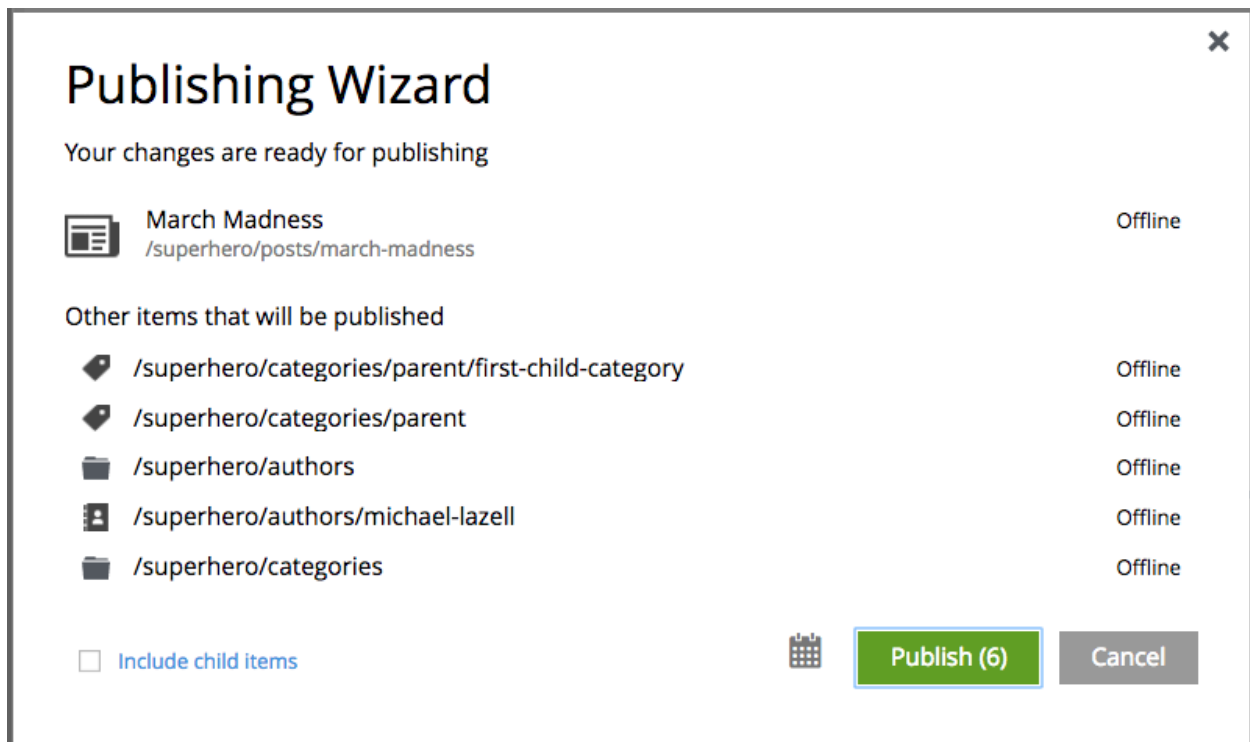 Publishing Wizard
Your changes are ready for publishing
March Madness Offline
/superhero/posts/march-madness
Other items that will be published
/superhero/categories/parent/first-child-category Offline
/superhero/categories/parent Offline
/superhero/authors Offline
/superhero/authors/michael-lazell Offline
/superhero/categories Offline
Include child items Publish (6) Cancel